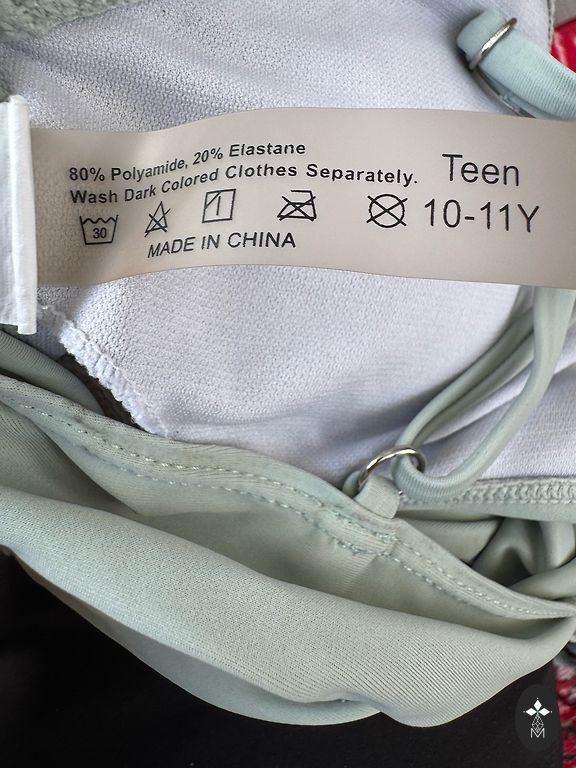 80% Polyamide, 20% Elastane
Wash Dark Colored Clothes Separately.
30
MADE IN CHINA
Teen
10-11Y
M